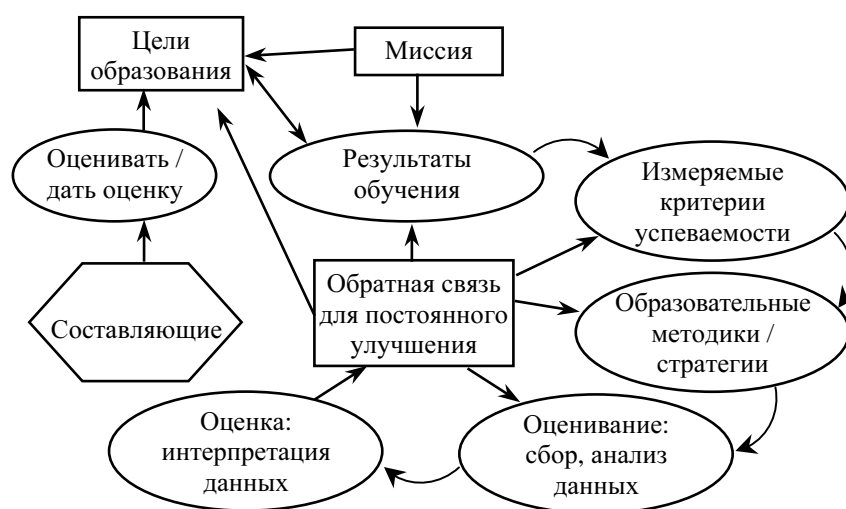 Цели
образования
Миссия
Оценивать /
дать оценку
Результаты
обучения
Измеряемые
критерии
успеваемости
Составляющие
Обратная связь
для постоянного
улучшения
Образовательные
методики /
стратегии
Оценка:
интерпретация
данных
Оценивание:
сбор, анализ
данных